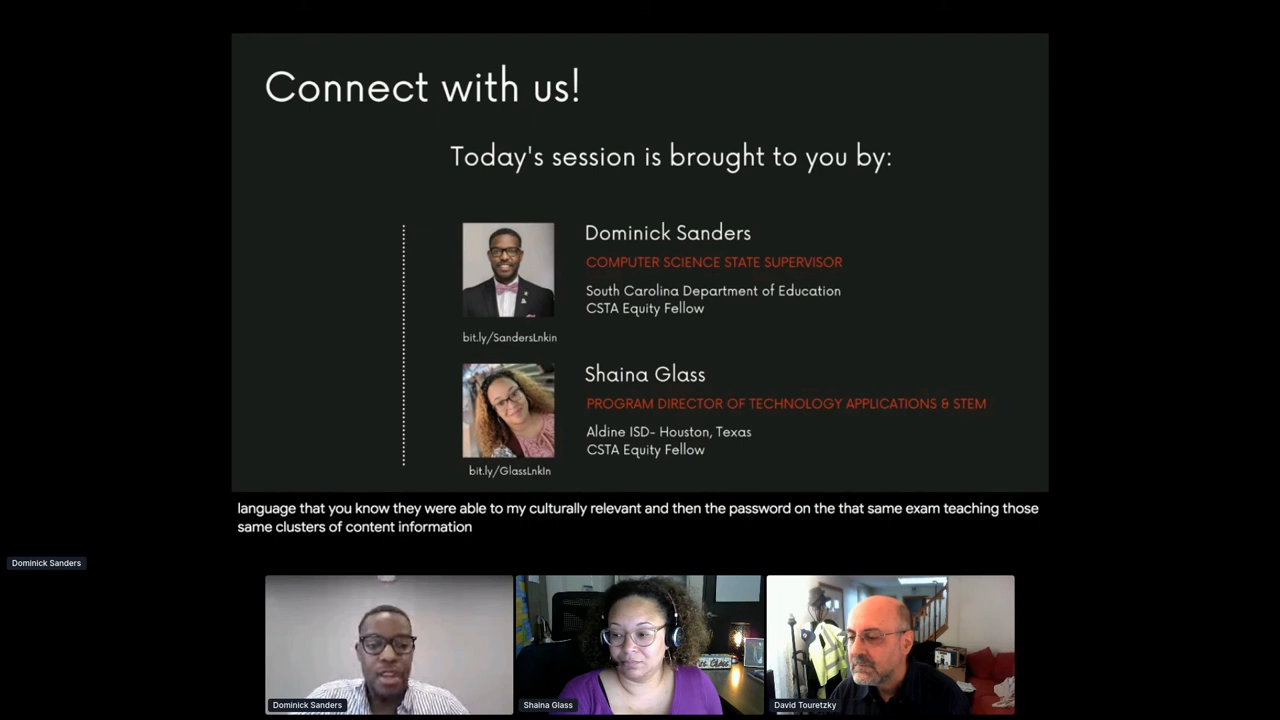 Connect with us!
Today's session is brought to you by:
Dominick Sanders
COMPUTER SCIENCE STATE SUPERVISOR
South Carolina Department of Education
CSTA Equity Fellow
bit.ly/SandersLnkin
Shaina Glass
PROGRAM DIRECTOR OF TECHNOLOGY APPLICATIONS & STEM
Aldine ISD- Houston, Texas
CSTA Equity Fellow
bit.ly/GlassLnkIn
language that you know they were able to my culturally relevant and then the password on the that same exam teaching those
same clusters of content information
Dominick Sanders
Dominick Sanders
Shaina Glass
David Touretzky